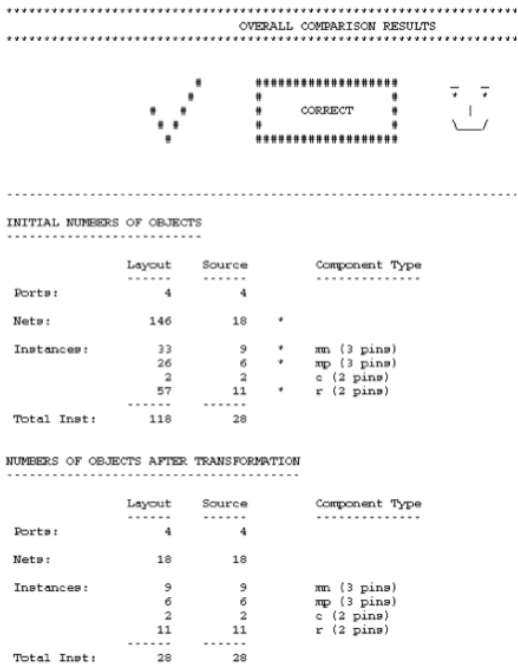 OVERALL COMPARISON RESULTS
CORRECT
INITIAL NUMBERS OF OBJECTS
Layout Source Component Type
Ports: 4 4
Nets: 146 18 *
Instances: 33 9 * mn (3 pins)
26 6 * mp (3 pins)
2 2 c (2 pins)
57 11 * r (2 pins)
Total Inst: 118 28
NUMBERS OF OBJECTS AFTER TRANSFORMATION
Layout Source Component Type
Ports: 4 4
Nets: 18 18
Instances: 9 9 mn (3 pins)
6 6 mp (3 pins)
2 2 c (2 pins)
11 11 r (2 pins)
Total Inst: 28 28